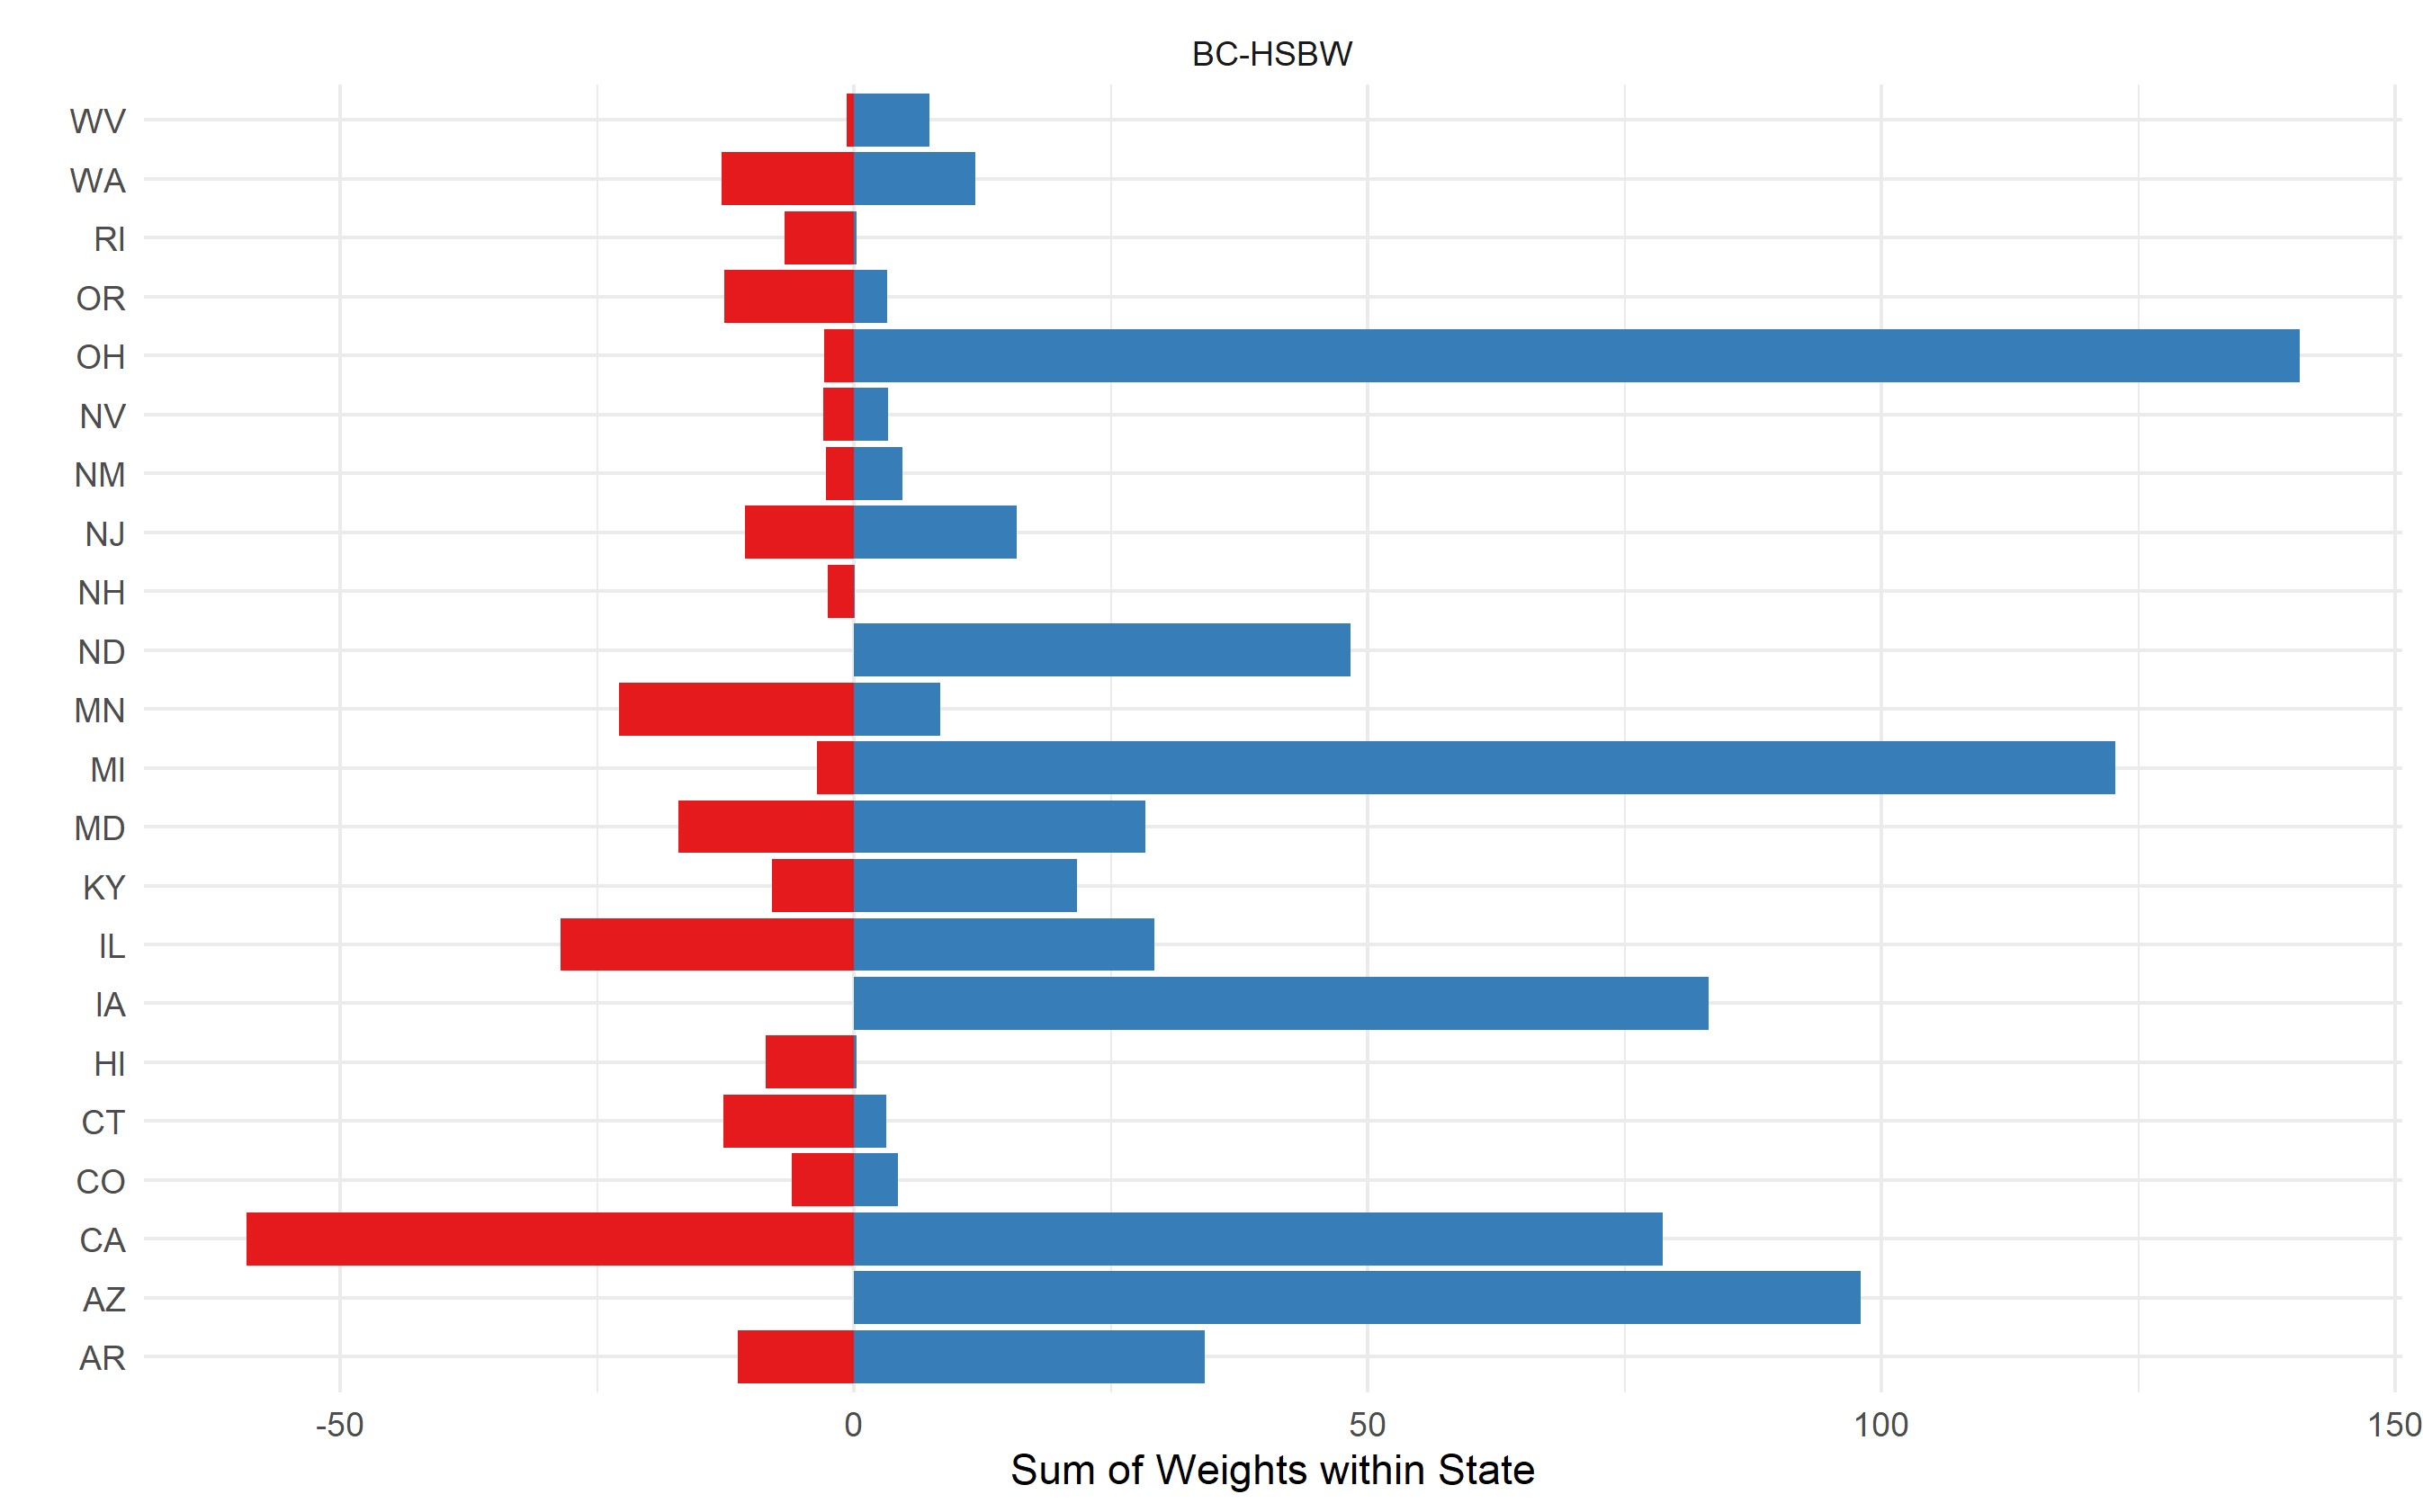 BC-HSBW
WV
WA
RI
OR
OH
NV
NM
NJ
NH
ND
MN
MI
MD
KY
IL
IA
HI
CT
CO
CA
AZ
AR
-50 0 50 100 150
Sum of Weights within State